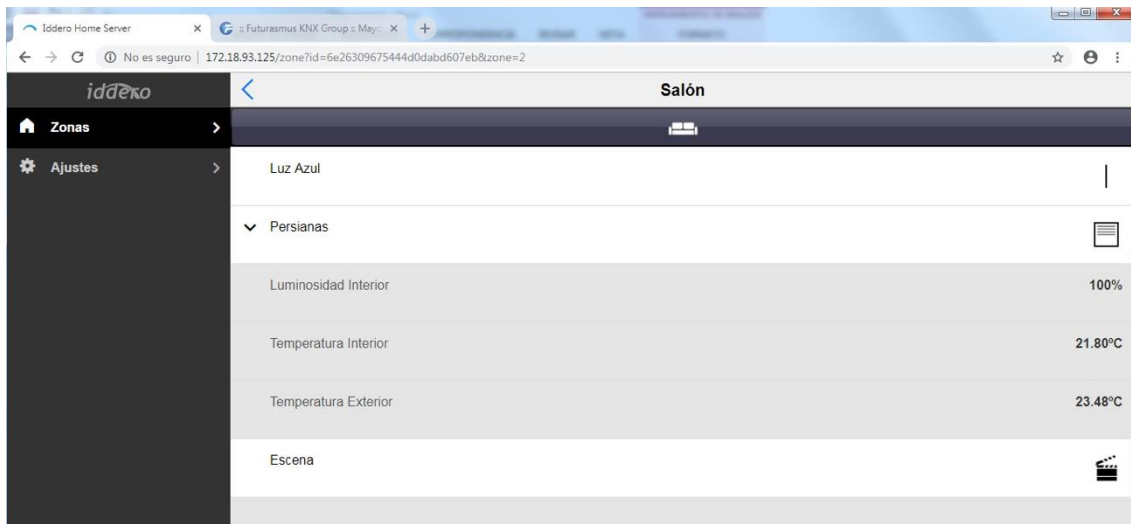 Iddero Home Server
:: Futurasmus KNX Group :: Mayo
No es seguro | 172.18.93.125/zone?id=6e26309675444d0dabd607eb&zone=2
iddero
Salón
Zonas
Ajustes
Luz Azul
Persianas
Luminosidad Interior 100%
Temperatura Interior 21.80ºC
Temperatura Exterior 23.48ºC
Escena